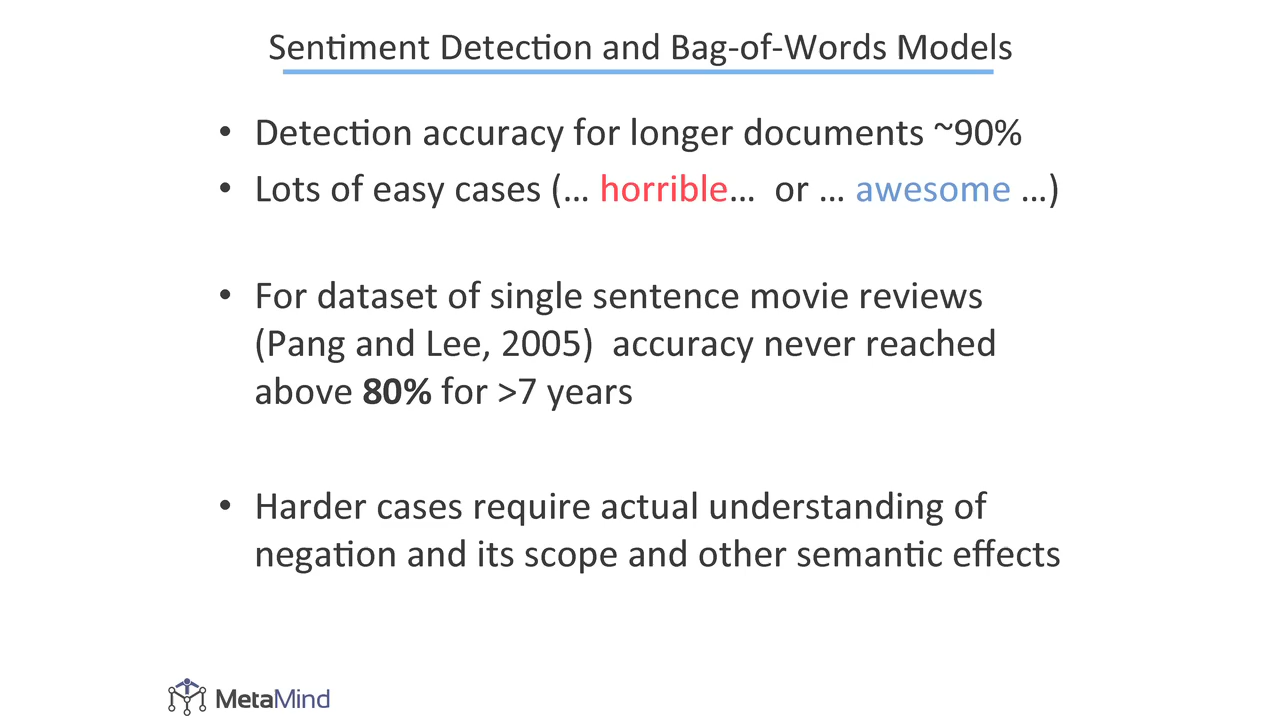 Sentiment Detection and Bag-of-Words Models
• Detection accuracy for longer documents ~90%
• Lots of easy cases (… horrible… or … awesome …)
• For dataset of single sentence movie reviews
(Pang and Lee, 2005) accuracy never reached
above 80% for >7 years
• Harder cases require actual understanding of
negation and its scope and other semantic effects
MetaMind